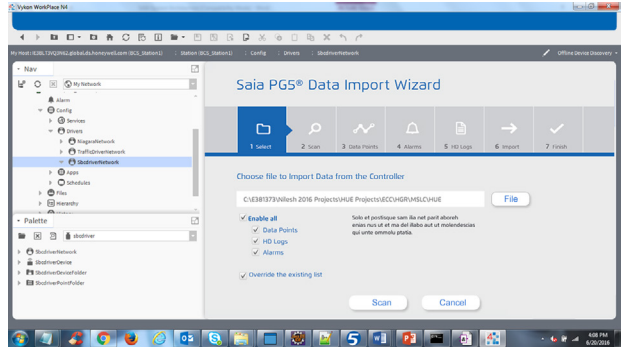 Vykon WorkPlace N4
My Host: IE3BL73VQ3962.global.ds.honeywell.com (BCS_Station1) : Station (BCS_Station1) : Config : Drivers : SbcdriverNetwork Offline Device Discovery
Nav
My Network
Alarm
Config
Services
Drivers
NiagaraNetwork
TrafficDriverNetwork
SbcdriverNetwork
Apps
Schedules
Files
Hierarchy
Palette
sbcdriver
SbcdriverNetwork
SbcdriverDevice
SbcdriverDeviceFolder
SbcdriverPointFolder
Saia PG5® Data Import Wizard
1 Select 2 Scan 3 Data Points 4 Alarms 5 HD Logs 6 Import 7 Finish
Choose file to Import Data from the Controller
C:\E381373\Nilesh 2016 Projects\HUE Projects\ECC\HGR\MSLC\HUE File
Enable all
Data Points
HD Logs
Alarms
Solo et postisque sam ilia net parit aboreh
enias nus ut et ma del illabo aut ut molendescias
qui unte ommolu ptatia.
Override the existing list
Scan Cancel
4:08 PM
6/20/2016